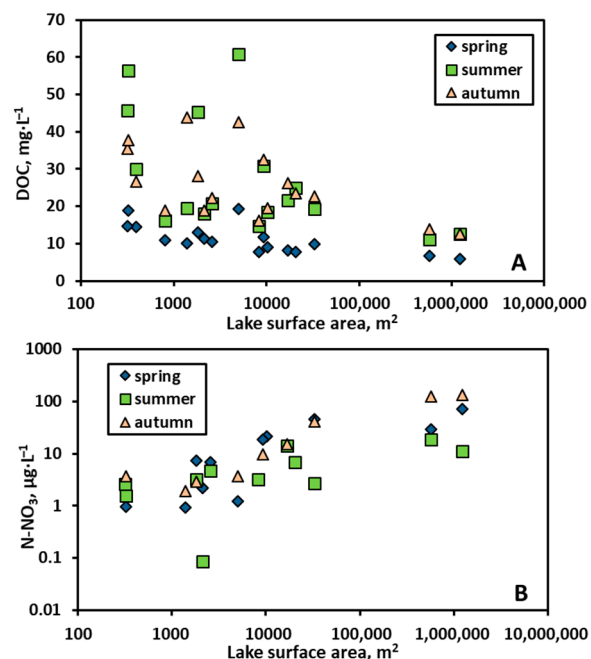 70
60
50
40
30
20
10
0
DOC, mg·L⁻¹
spring
summer
autumn
A
100 1000 10000 100,000 1,000,000 10,000,000
Lake surface area, m²
1000
100
10
1
0.1
0.01
N-NO₃, µg·L⁻¹
spring
summer
autumn
B
100 1000 10000 100,000 1,000,000 10,000,000
Lake surface area, m²